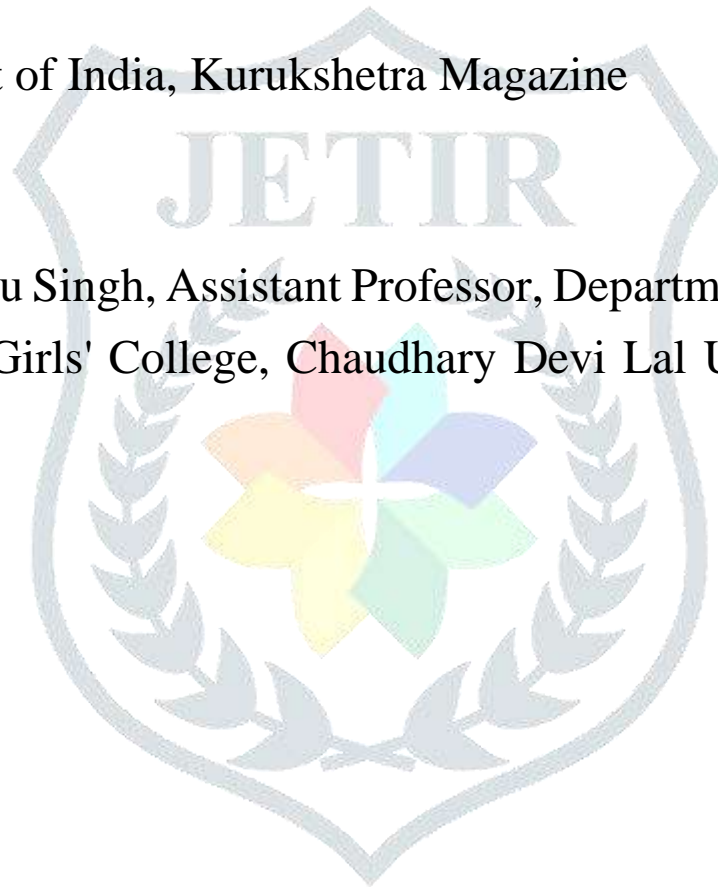 t of India, Kurukshetra Magazine
JETIR
u Singh, Assistant Professor, Departm
Girls' College, Chaudhary Devi Lal U